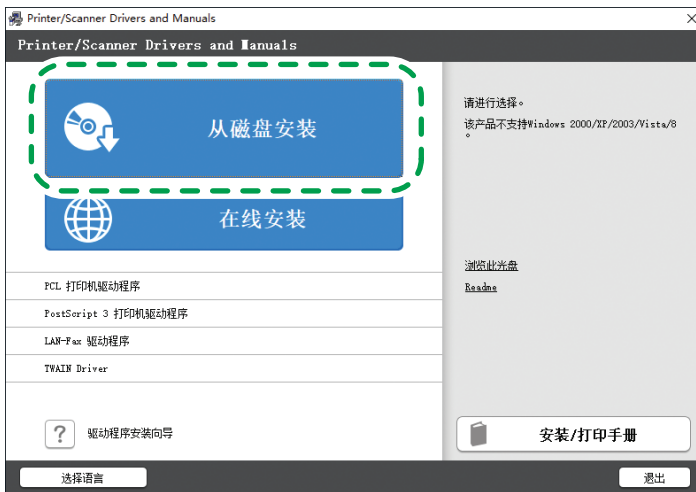 Printer/Scanner Drivers and Manuals
Printer/Scanner Drivers and Manuals
从磁盘安装
在线安装
PCL 打印机驱动程序
PostScript 3 打印机驱动程序
LAN-Fax 驱动程序
TWAIN Driver
? 驱动程序安装向导
请进行选择。
该产品不支持Windows 2000/XP/2003/Vista/8
。
浏览此光盘
Readme
安装/打印手册
选择语言
退出